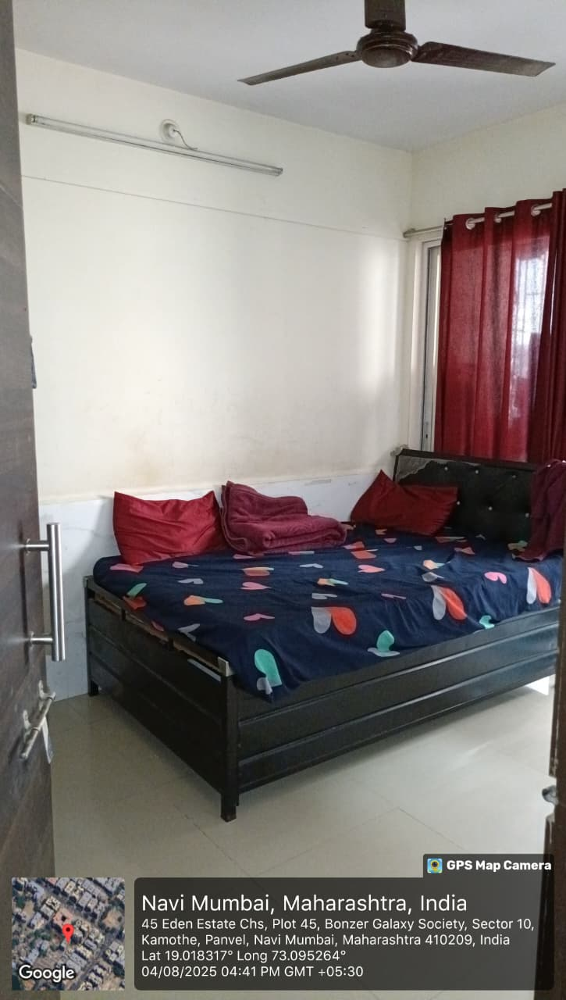 GPS Map Camera
Navi Mumbai, Maharashtra, India
45 Eden Estate Chs, Plot 45, Bonzer Galaxy Society, Sector 10,
Kamothe, Panvel, Navi Mumbai, Maharashtra 410209, India
Lat 19.018317° Long 73.095264°
04/08/2025 04:41 PM GMT +05:30
Google